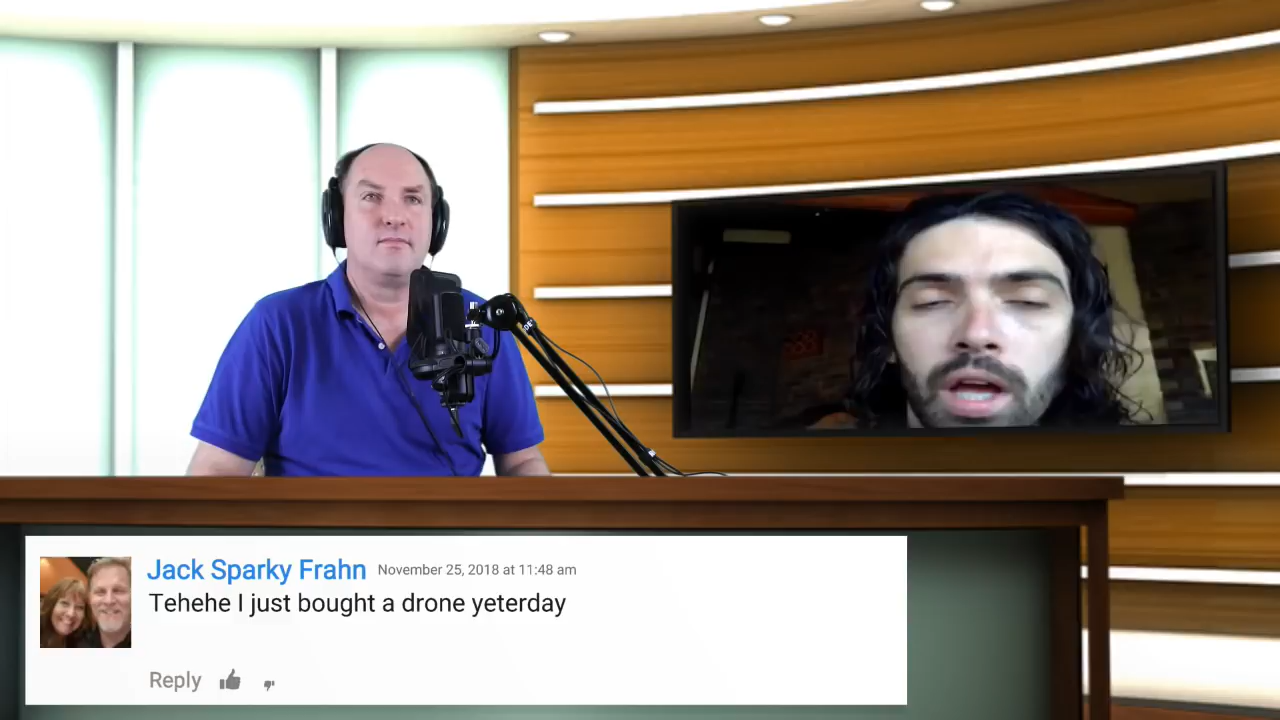 Jack Sparky Frahn November 25, 2018 at 11:48 am
Tehehe I just bought a drone yeterday
Reply